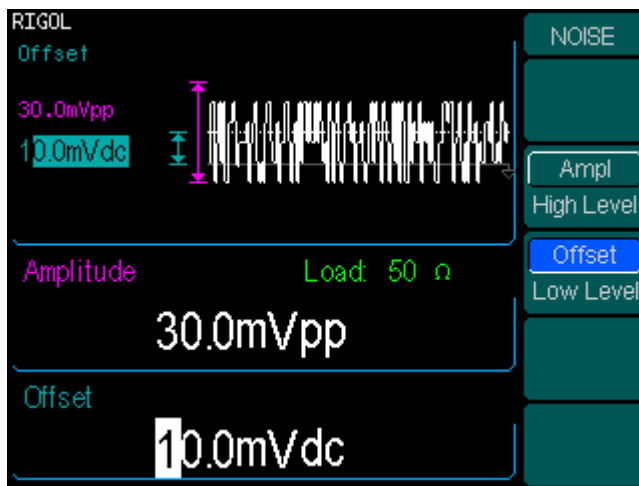 RIGOL
Offset
30.0mVpp
10.0mVdc
NOISE
Ampl
High Level
Offset
Low Level
Amplitude
Load: 50 Ω
30.0mVpp
Offset
10.0mVdc